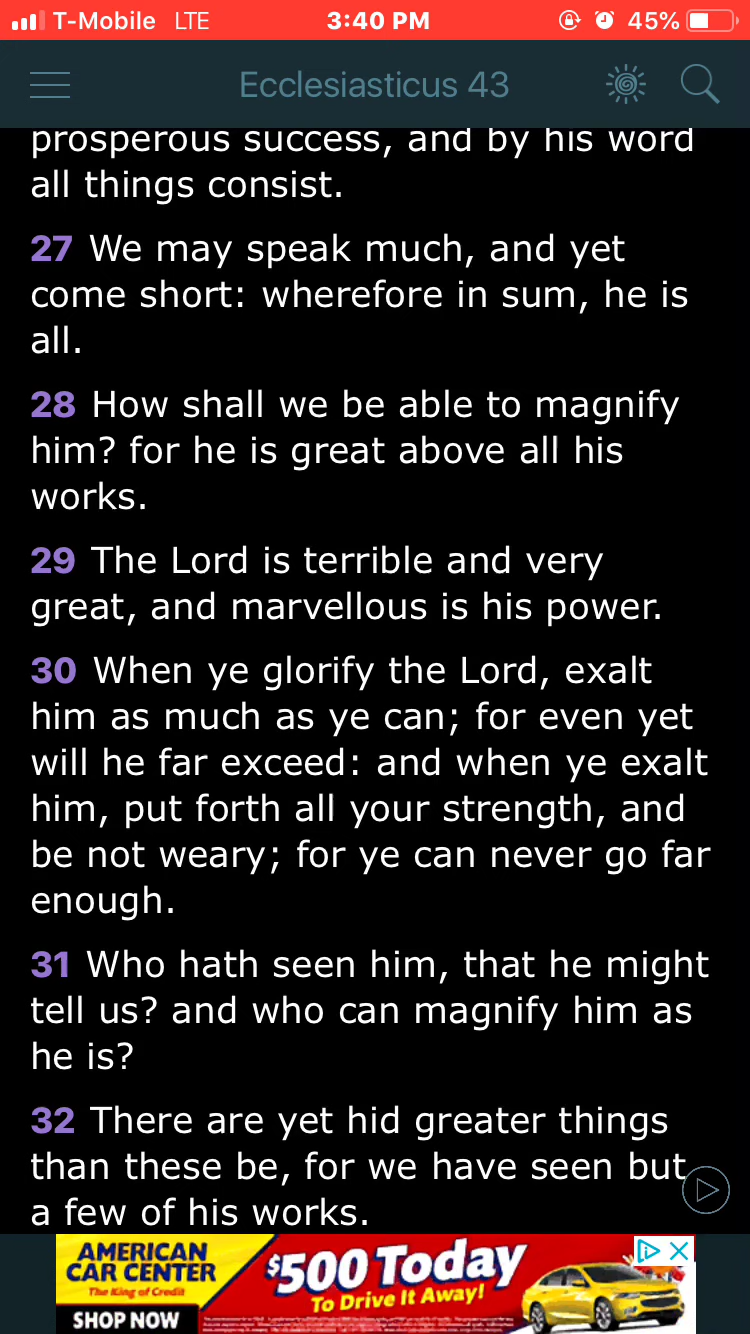 T-Mobile LTE 3:40 PM 45%
Ecclesiasticus 43
prosperous success, and by his word
all things consist.
27 We may speak much, and yet
come short: wherefore in sum, he is
all.
28 How shall we be able to magnify
him? for he is great above all his
works.
29 The Lord is terrible and very
great, and marvellous is his power.
30 When ye glorify the Lord, exalt
him as much as ye can; for even yet
will he far exceed: and when ye exalt
him, put forth all your strength, and
be not weary; for ye can never go far
enough.
31 Who hath seen him, that he might
tell us? and who can magnify him as
he is?
32 There are yet hid greater things
than these be, for we have seen but
a few of his works.
AMERICAN
CAR CENTER
The King of Credit
SHOP NOW
$500 Today
To Drive It Away!